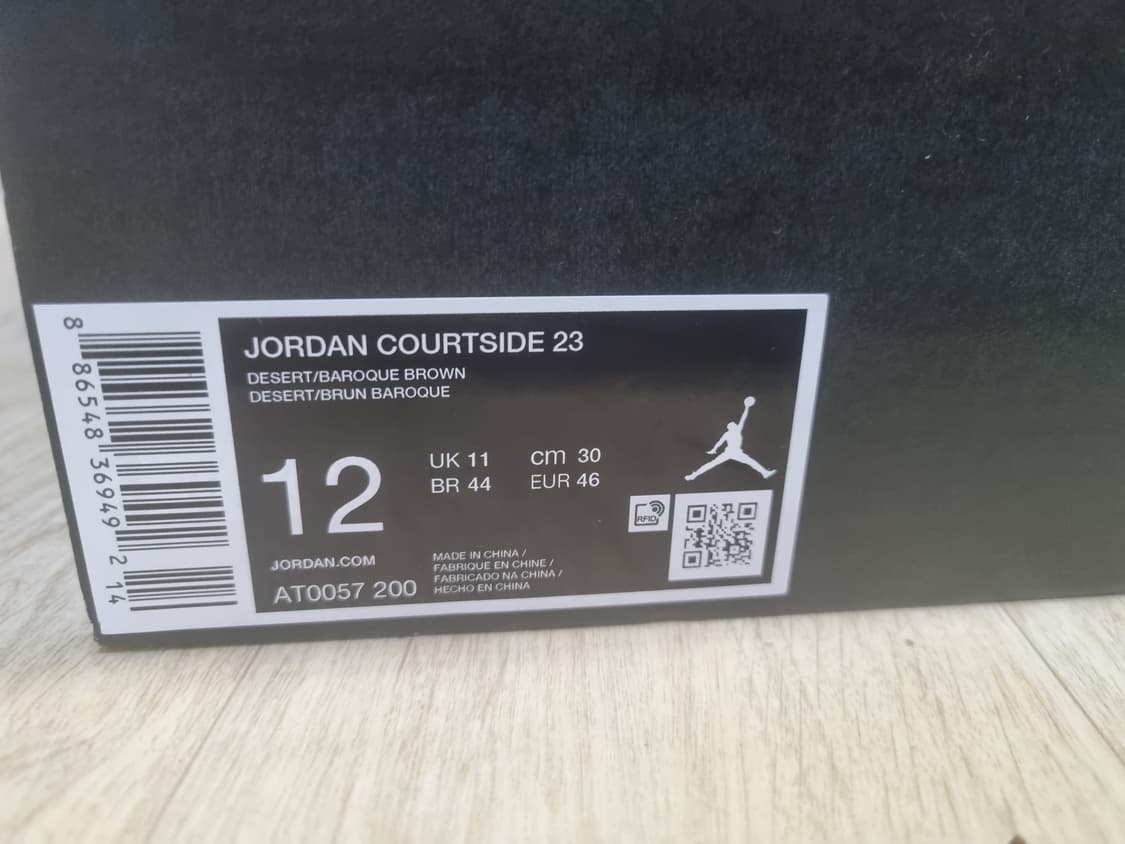 JORDAN COURTSIDE 23
DESERT/BAROQUE BROWN
DESERT/BRUN BAROQUE
12
UK 11 cm 30
BR 44 EUR 46
RFID
JORDAN.COM
AT0057 200
MADE IN CHINA /
FABRIQUE EN CHINE /
FABRICADO NA CHINA /
HECHO EN CHINA
8 86548 36949 2 14